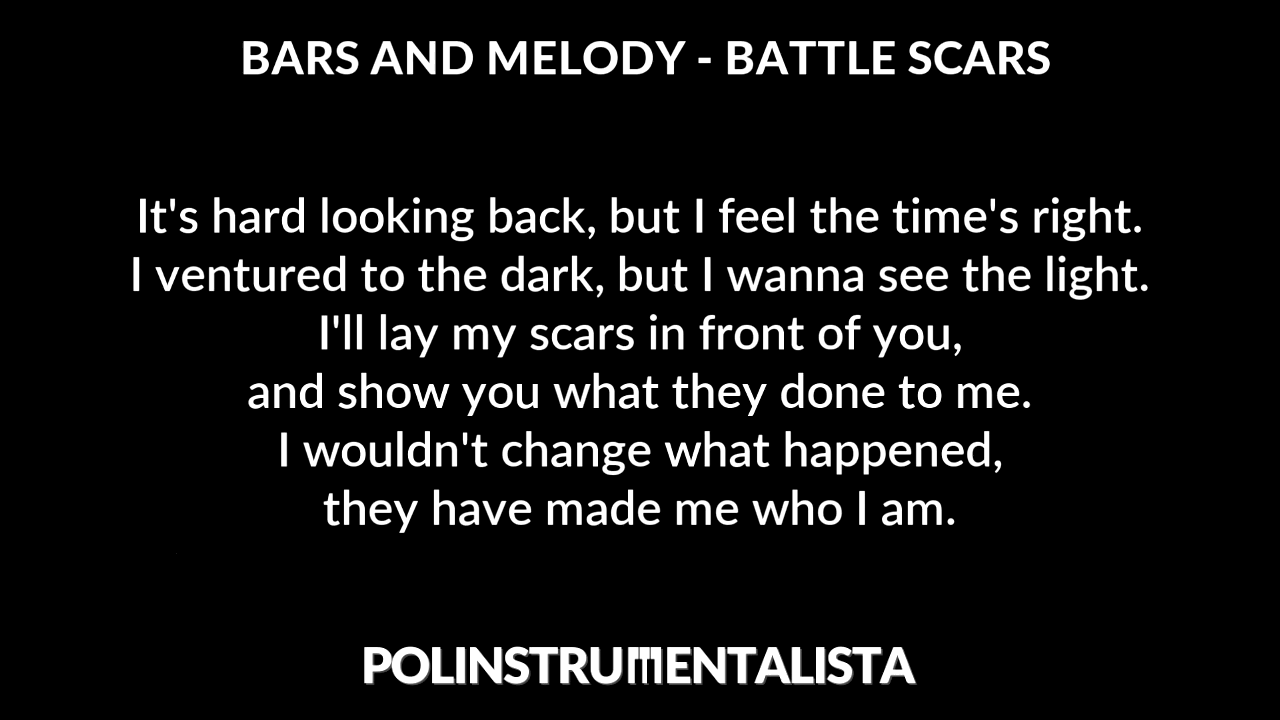 BARS AND MELODY - BATTLE SCARS
It's hard looking back, but I feel the time's right.
I ventured to the dark, but I wanna see the light.
I'll lay my scars in front of you,
and show you what they done to me.
I wouldn't change what happened,
they have made me who I am.
POLINSTRUMENTALISTA